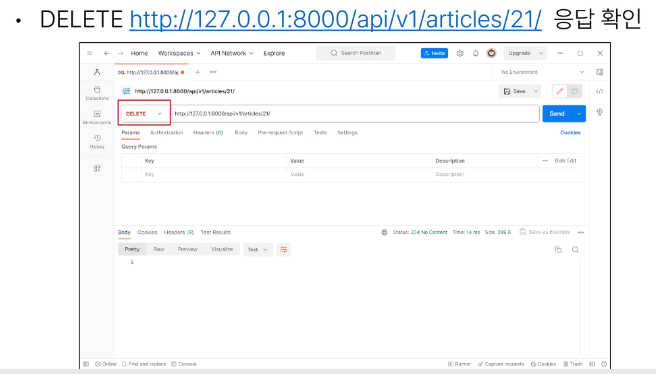 • DELETE http://127.0.0.1:8000/api/v1/articles/21/ 응답 확인
Home Workspaces API Network Explore Search Postman Invite Upgrade
DEL http://127.0.0.1:8000/ap No Environment
http://127.0.0.1:8000/api/v1/articles/21/ Save
Collections
DELETE http://127.0.0.1:8000/api/v1/articles/21/ Send
Environments
Params Authorization Headers (6) Body Pre-request Script Tests Settings Cookies
History
Query Params
Key Value Description Bulk Edit
Key Value Description
Body Cookies Headers (9) Test Results Status: 204 No Content Time: 14 ms Size: 299 B Save as Example
Pretty Raw Preview Visualize Text
1
Online Find and replace Console Runner Capture requests Cookies Trash